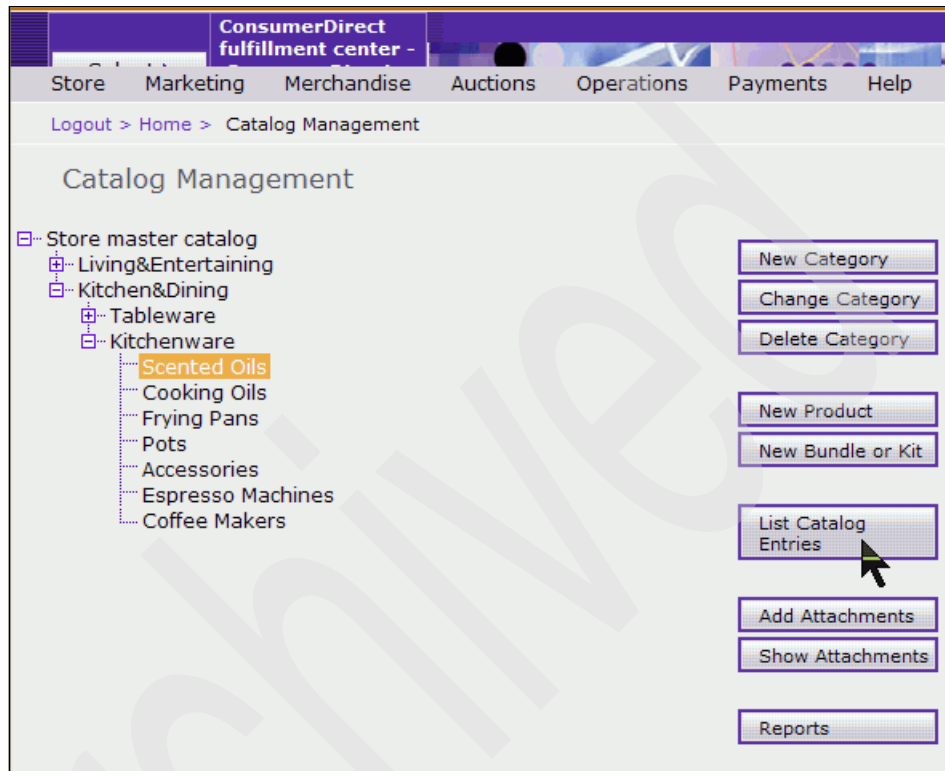 ConsumerDirect
fulfillment center -
Store Marketing Merchandise Auctions Operations Payments Help
Logout > Home > Catalog Management
Catalog Management
Store master catalog
Living&Entertaining
Kitchen&Dining
Tableware
Kitchenware
Scented Oils
Cooking Oils
Frying Pans
Pots
Accessories
Espresso Machines
Coffee Makers
New Category
Change Category
Delete Category
New Product
New Bundle or Kit
List Catalog
Entries
Add Attachments
Show Attachments
Reports